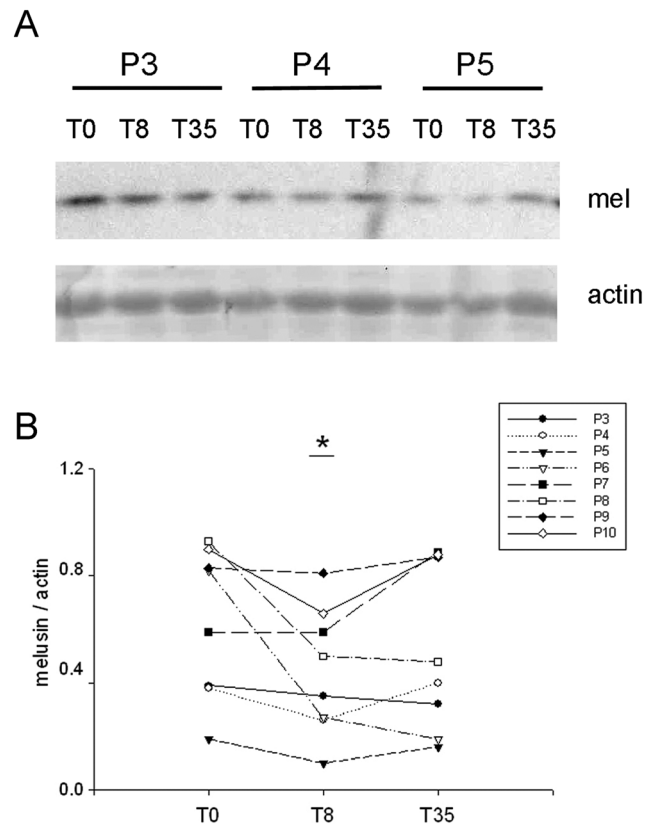 A
P3 P4 P5
T0 T8 T35 T0 T8 T35 T0 T8 T35
mel
actin
B
*
P3
P4
P5
P6
P7
P8
P9
P10
1.2
0.8
0.4
0.0
melusin / actin
T0 T8 T35